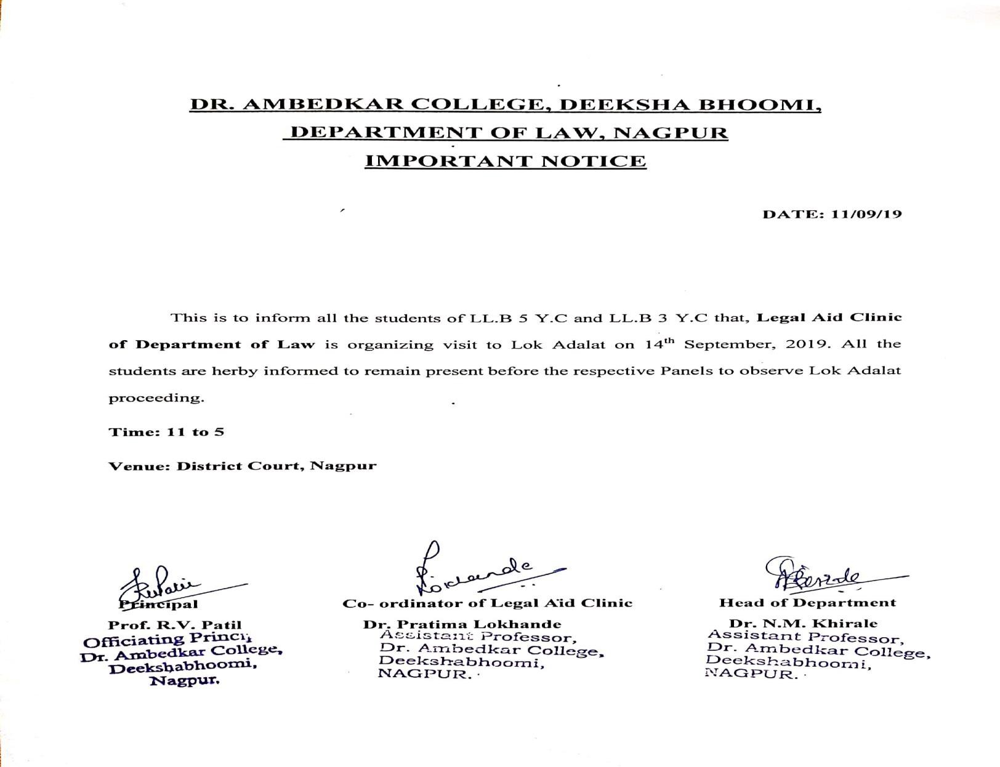 DR. AMBEDKAR COLLEGE, DEEKSHA BHOOMI,
DEPARTMENT OF LAW, NAGPUR
IMPORTANT NOTICE
DATE: 11/09/19
This is to inform all the students of LL.B 5 Y.C and LL.B 3 Y.C that, Legal Aid Clinic
of Department of Law is organizing visit to Lok Adalat on 14th September, 2019. All the
students are herby informed to remain present before the respective Panels to observe Lok Adalat
proceeding.
Time: 11 to 5
Venue: District Court, Nagpur
Principal
Prof. R.V. Patil
Officiating
Dr. Ambedkar College,
Deekshabhoomi,
Nagpur.
Lokhande
Co- ordinator of Legal Aid Clinic
Dr. Pratima Lokhande
Assistant Professor,
Dr. Ambedkar College,
Deekshabhoomi,
NAGPUR.
Head of Department
Dr. N.M. Khirale
Assistant Professor,
Dr. Ambedkar College,
Deekshabhoomi,
NAGPUR.